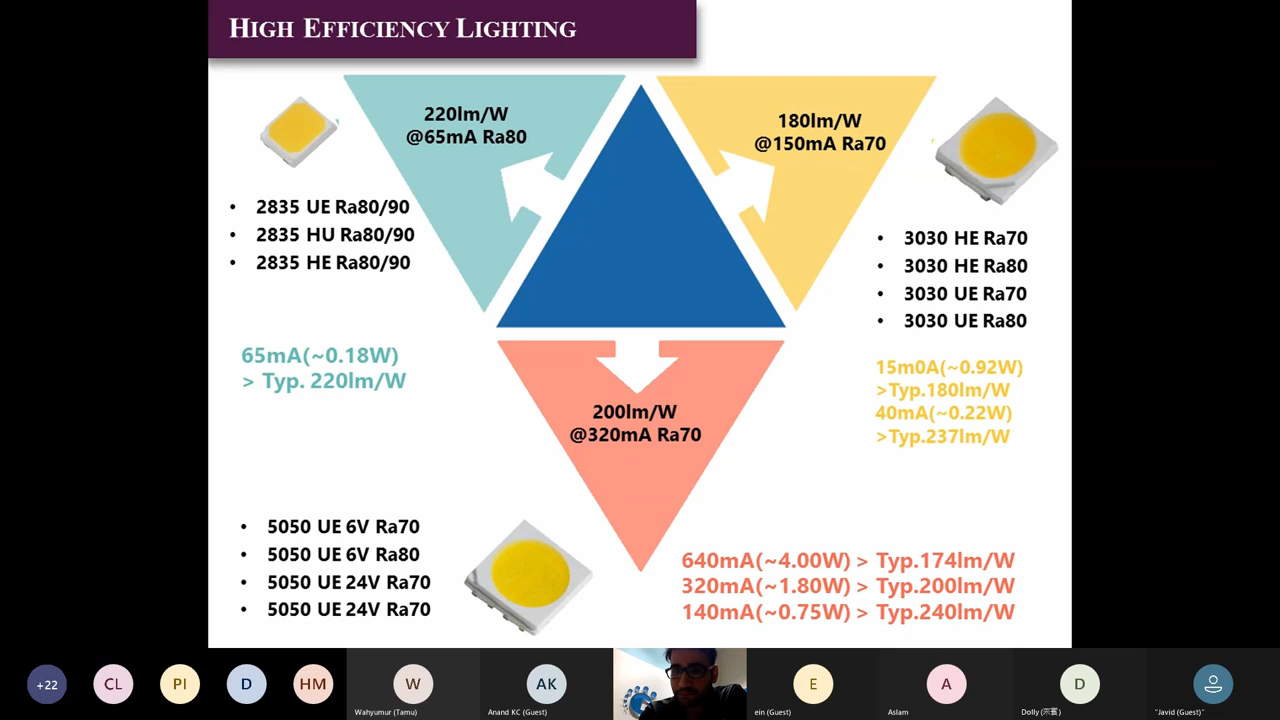 HIGH EFFICIENCY LIGHTING
220lm/W
@65mA Ra80
180lm/W
@150mA Ra70
• 2835 UE Ra80/90
• 2835 HU Ra80/90
• 2835 HE Ra80/90
• 3030 HE Ra70
• 3030 HE Ra80
• 3030 UE Ra70
• 3030 UE Ra80
65mA(~0.18W)
> Typ. 220lm/W
15m0A(~0.92W)
>Typ.180lm/W
40mA(~0.22W)
>Typ.237lm/W
200lm/W
@320mA Ra70
• 5050 UE 6V Ra70
• 5050 UE 6V Ra80
• 5050 UE 24V Ra70
• 5050 UE 24V Ra70
640mA(~4.00W) > Typ.174lm/W
320mA(~1.80W) > Typ.200lm/W
140mA(~0.75W) > Typ.240lm/W
+22
CL
PI
D
HM
W
Wahyumur (Tamu)
AK
Anand KC (Guest)
E
ein (Guest)
A
Aslam
D
Dolly (宗賓)
"Javid (Guest)"